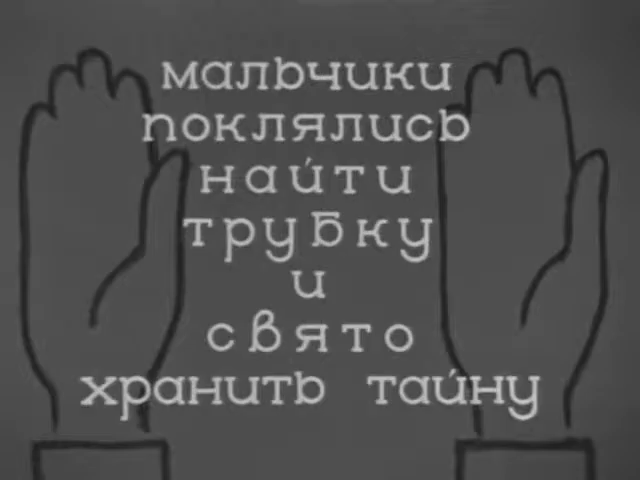 мальчики
поклялись
найти
трубку
и
свято
хранить тайну